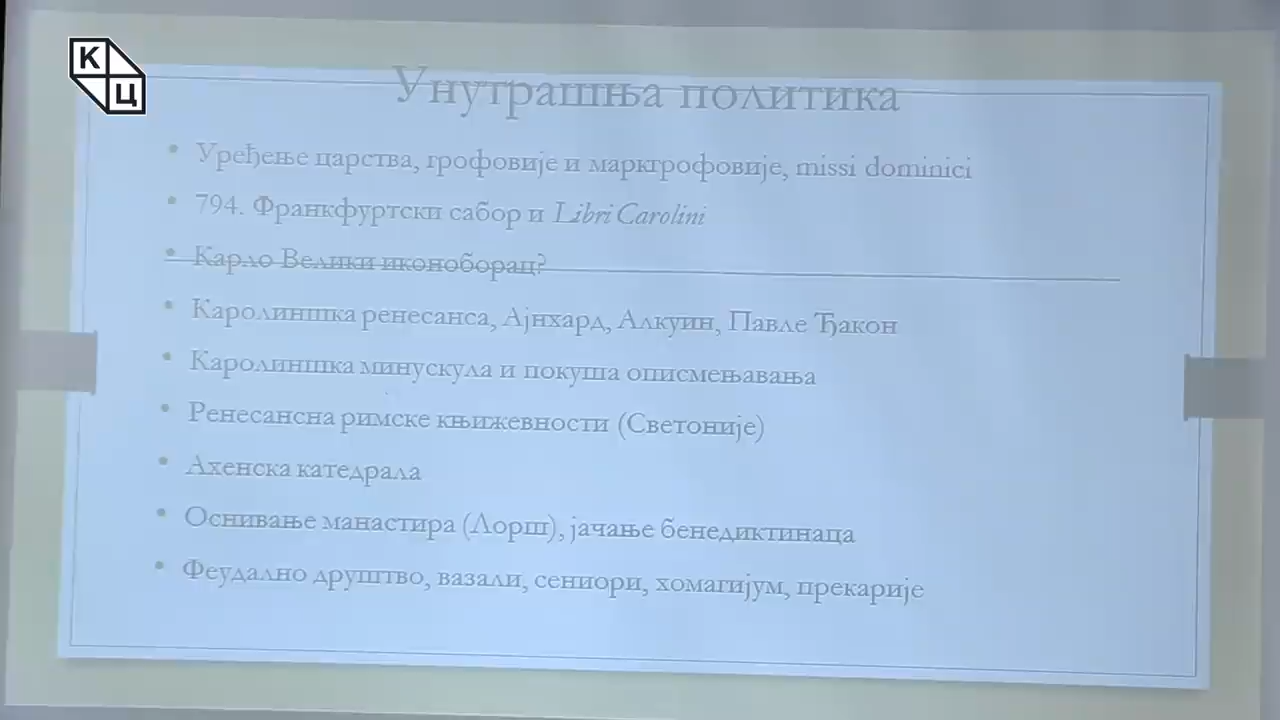 К
Ц
Унутрашња политика
• Уређење царства, грофовије и маркгрофовије, missi dominici
• 794. Франкфуртски сабор и Libri Carolini
• Карло Велики иконоборац?
• Каролиншка ренесанса, Ајнхард, Алкуин, Павле Ђакон
• Каролиншка минускула и покуша описмењавања
• Ренесансна римске књижевности (Светоније)
• Ахенска катедрала
• Оснивање манастира (Лорш), јачање бенедиктинаца
• Феудално друштво, вазали, сениори, хомагијум, прекарије